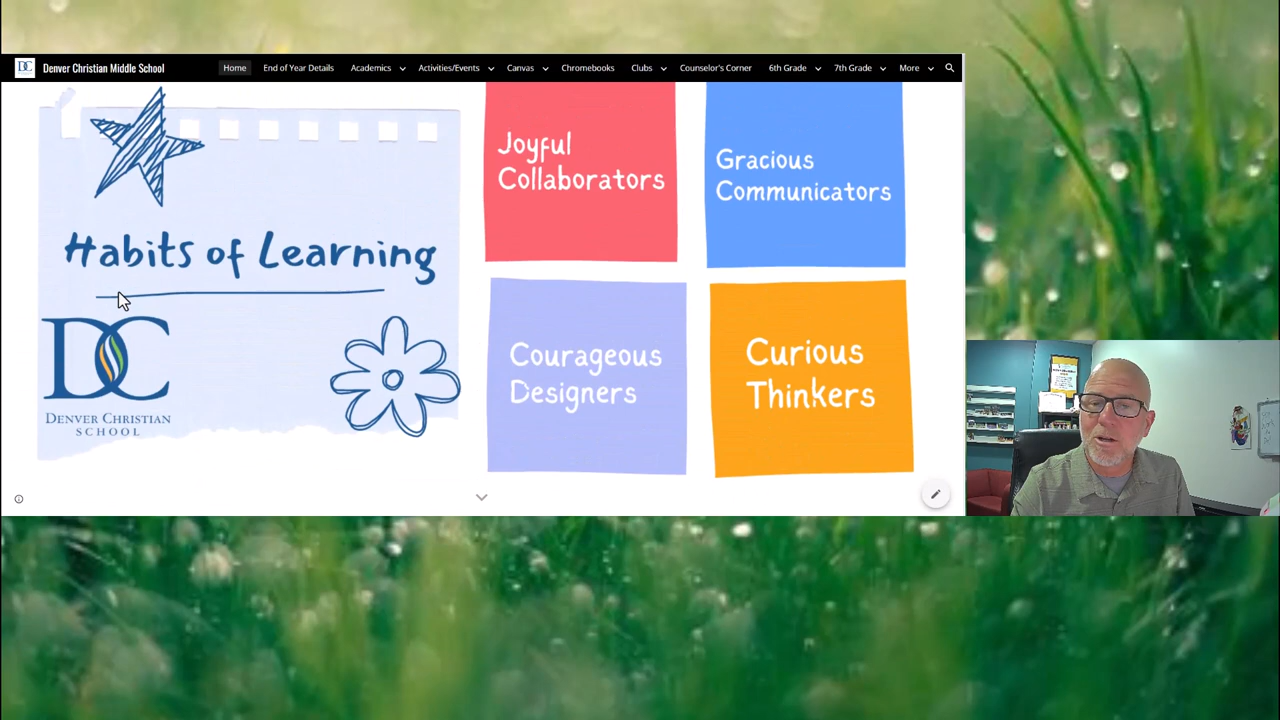 DC
Denver Christian Middle School
Home
End of Year Details
Academics
Activities/Events
Canvas
Chromebooks
Clubs
Counselor's Corner
6th Grade
7th Grade
More
Habits of Learning
DC
DENVER CHRISTIAN
SCHOOL
Joyful
Collaborators
Gracious
Communicators
Courageous
Designers
Curious
Thinkers